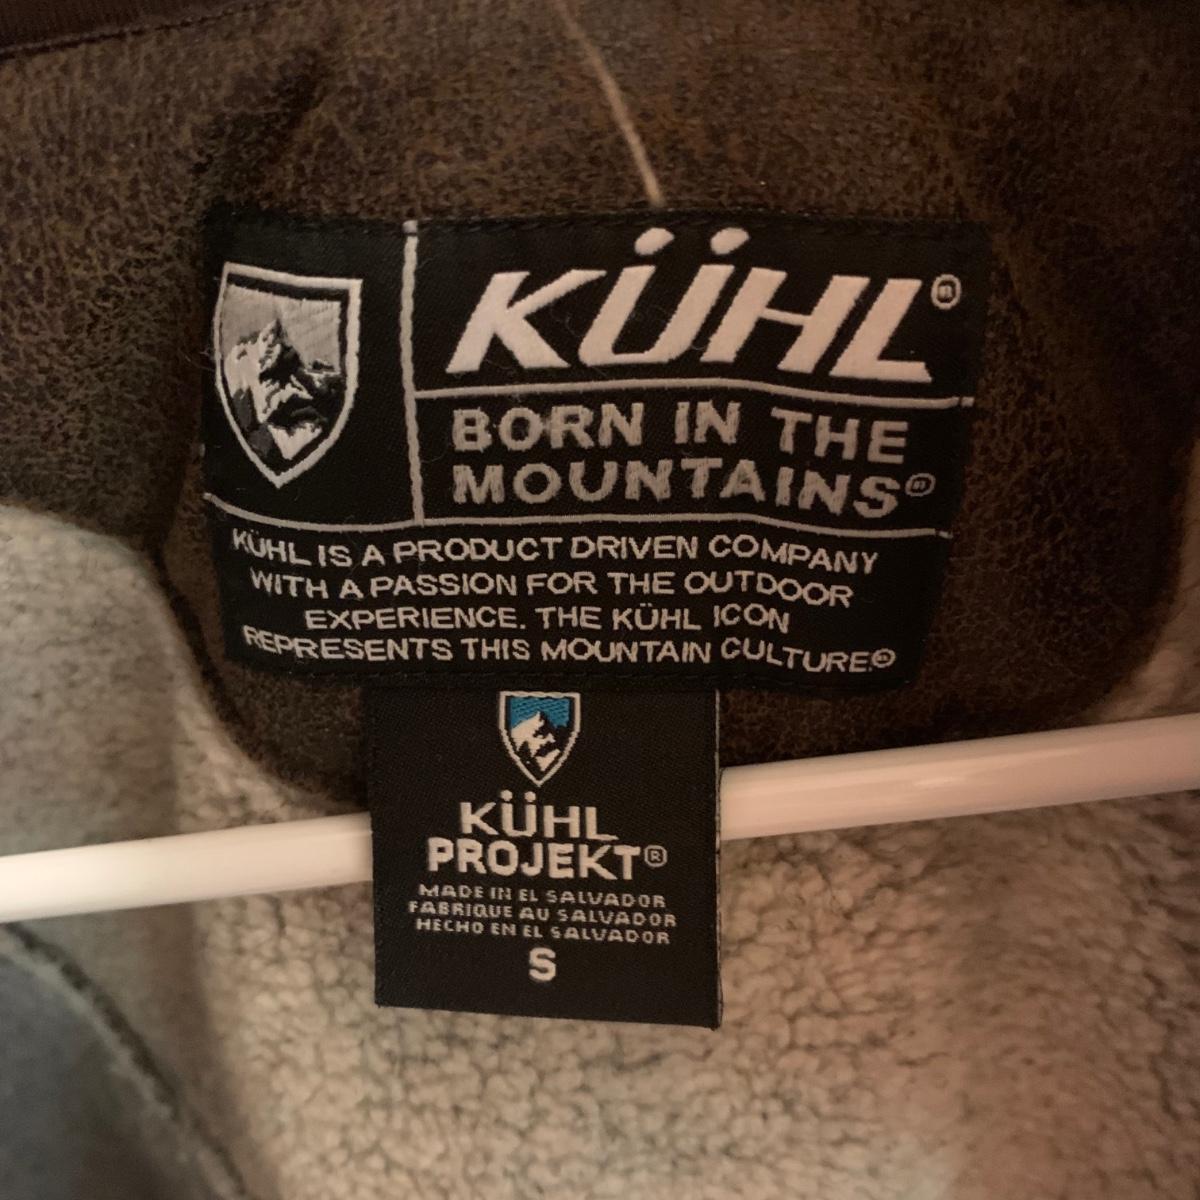 KÜHL®
BORN IN THE
MOUNTAINS®
KÜHL IS A PRODUCT DRIVEN COMPANY
WITH A PASSION FOR THE OUTDOOR
EXPERIENCE. THE KÜHL ICON
REPRESENTS THIS MOUNTAIN CULTURE.®
KÜHL
PROJEKT®
MADE IN EL SALVADOR
FABRIQUE AU SALVADOR
HECHO EN EL SALVADOR
S